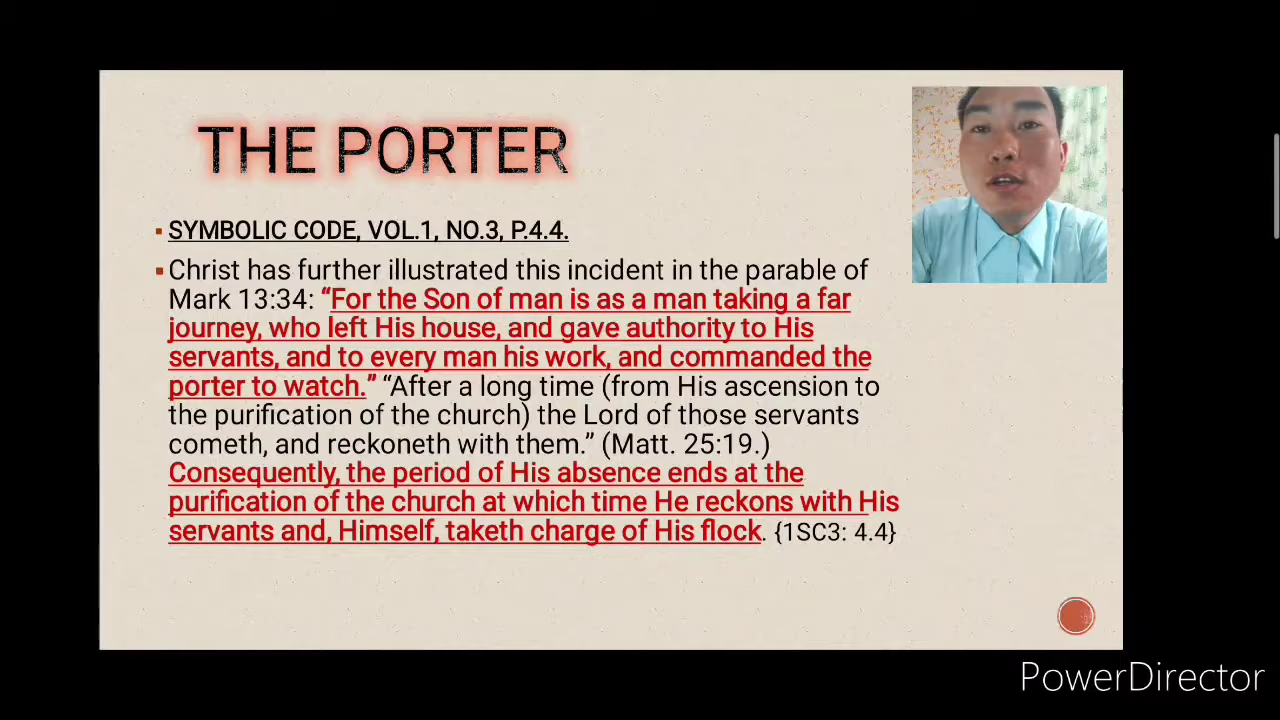 THE PORTER
SYMBOLIC CODE, VOL.1, NO.3, P.4.4.
Christ has further illustrated this incident in the parable of
Mark 13:34: “For the Son of man is as a man taking a far
journey, who left His house, and gave authority to His
servants, and to every man his work, and commanded the
porter to watch.” “After a long time (from His ascension to
the purification of the church) the Lord of those servants
cometh, and reckoneth with them.” (Matt. 25:19.)
Consequently, the period of His absence ends at the
purification of the church at which time He reckons with His
servants and, Himself, taketh charge of His flock. {1SC3: 4.4}
PowerDirector